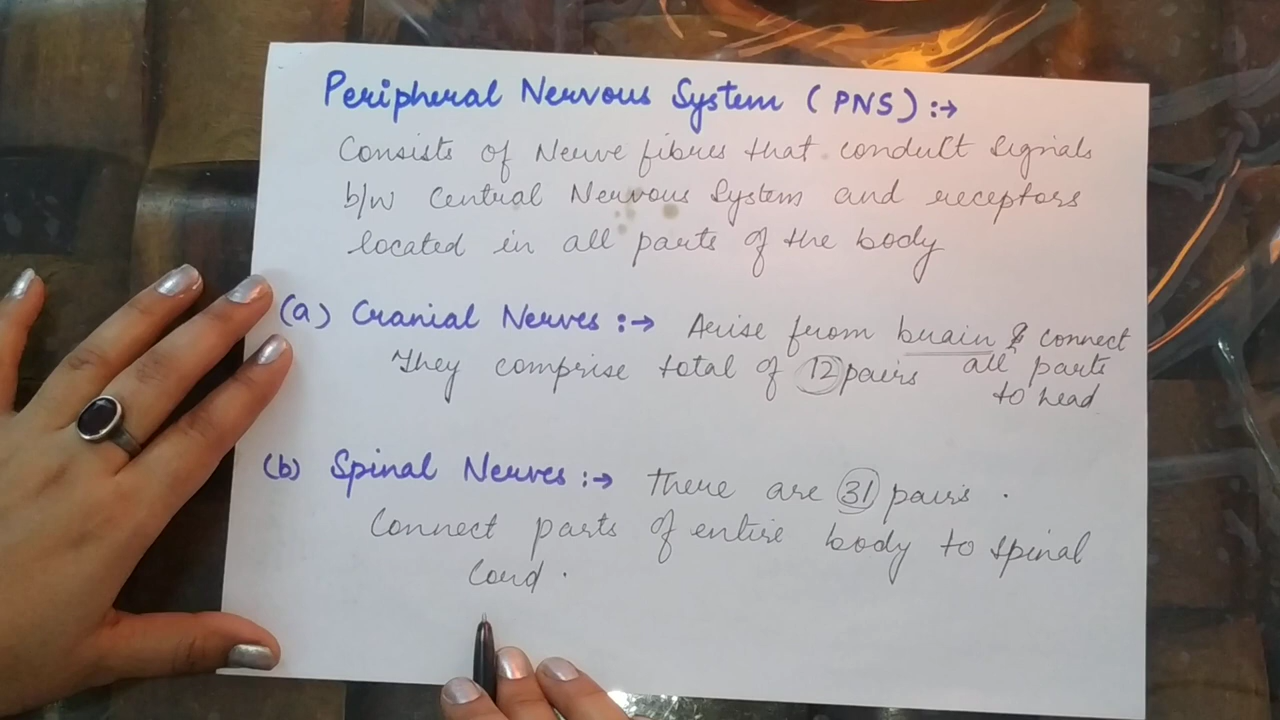 Peripheral Nervous System (PNS) :→
Consists of Nerve fibres that conduct signals
b/w Central Nervous System and receptors
located in all parts of the body
(a) Cranial Nerves :→ Arise from brain & connect
They comprise total of 12 pairs all parts
to head
(b) Spinal Nerves :→ There are 31 pairs .
Connect parts of entire body to spinal
Cord .